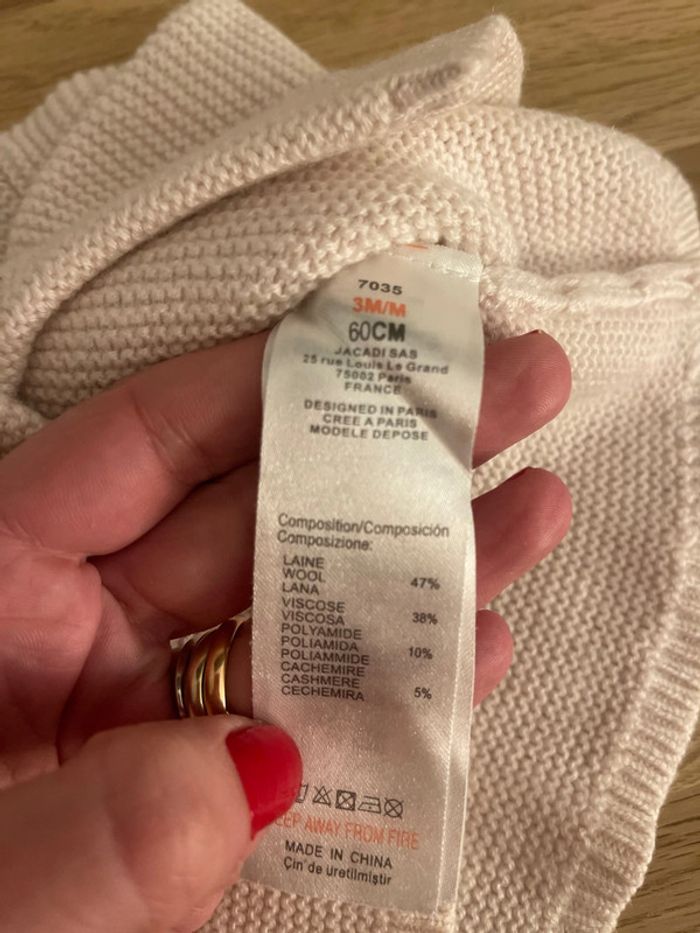 7035
3M/M
60CM
JACADI SAS
25 rue Louis Le Grand
75002 Paris
FRANCE
DESIGNED IN PARIS
CREE A PARIS
MODELE DEPOSE
Composition/Composición
Composizione:
LAINE
WOOL 47%
LANA
VISCOSE
VISCOSA 38%
POLYAMIDE
POLIAMIDA 10%
POLIAMMIDE
CACHEMIRE
CASHMERE 5%
CECHEMIRA
EEP AWAY FROM FIRE
MADE IN CHINA
Çin'de üretilmiştir